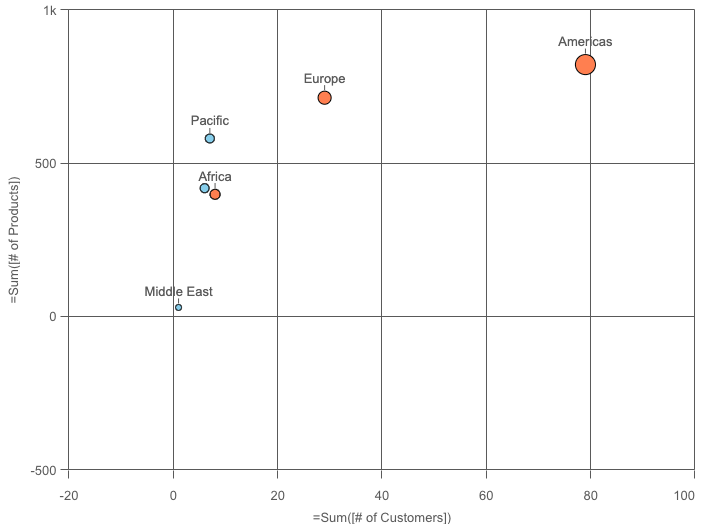 1k
Americas
Europe
Pacific
500
Africa
Middle East
0
-500
-20 0 20 40 60 80 100
=Sum([# of Products])
=Sum([# of Customers])